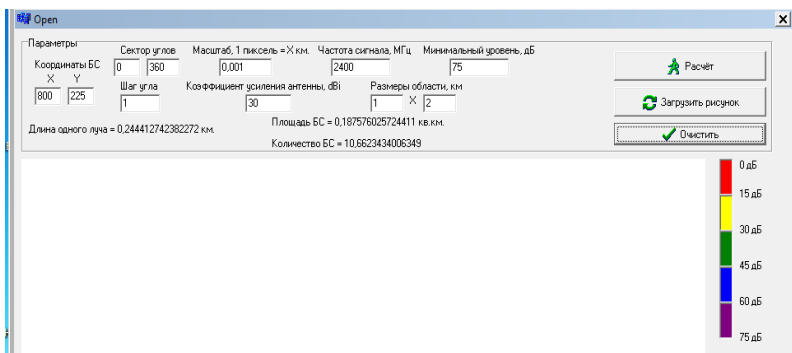 Open
Параметры
Сектор углов Масштаб, 1 пиксель = X км. Частота сигнала, МГц Минимальный уровень, дБ
Координаты БС 0 360 0,001 2400 75
X Y
800 225
Шаг угла Коэффициент усиления антенны, dBi Размеры области, км
1 30 1 X 2
Длина одного луча = 0,244412742382272 км.
Площадь БС = 0,187576025724411 кв.км.
Количество БС = 10,6623434006349
Расчёт
Загрузить рисунок
Очистить
0 дБ
15 дБ
30 дБ
45 дБ
60 дБ
75 дБ